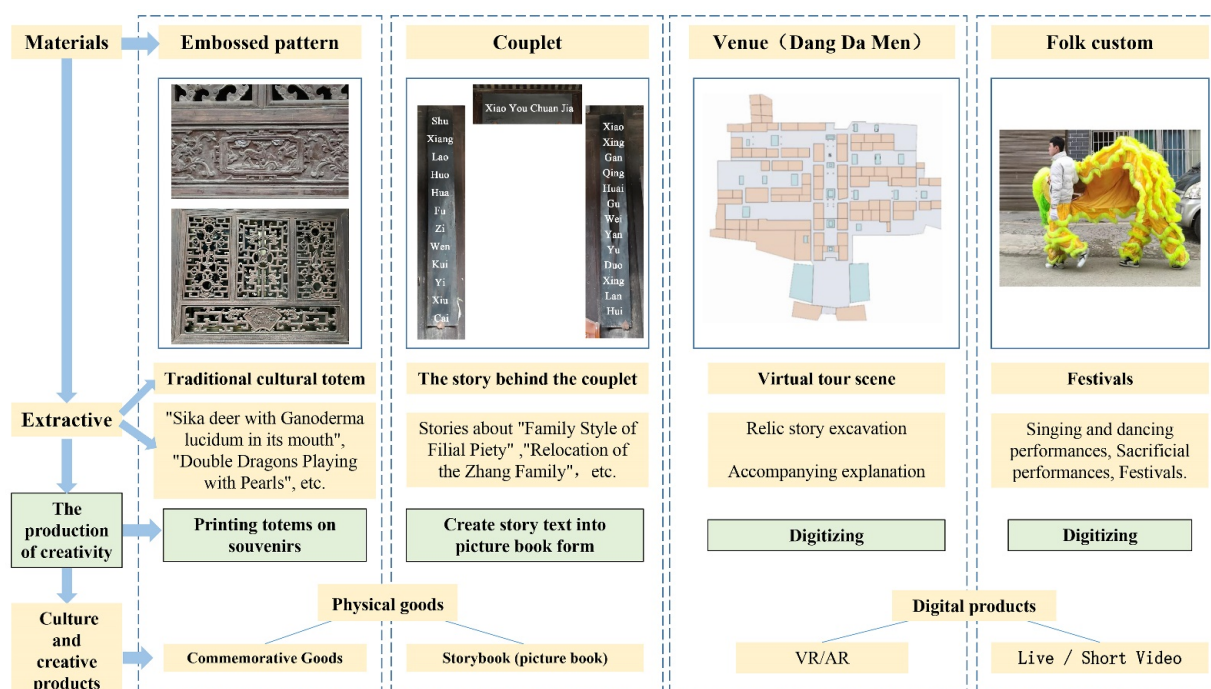 Materials
Embossed pattern
Couplet
Venue（Dang Da Men）
Folk custom
Xiao You Chuan Jia
Shu
Xiang
Lao
Huo
Hua
Fu
Zi
Wen
Kui
Yi
Xiu
Cai
Xiao
Xing
Gan
Qing
Huai
Gu
Wei
Yan
Yu
Duo
Xing
Lan
Hui
Extractive
Traditional cultural totem
"Sika deer with Ganoderma
lucidum in its mouth",
"Double Dragons Playing
with Pearls", etc.
The story behind the couplet
Stories about "Family Style of
Filial Piety" ,"Relocation of
the Zhang Family"，etc.
Virtual tour scene
Relic story excavation
Accompanying explanation
Festivals
Singing and dancing
performances, Sacrificial
performances, Festivals.
The
production
of creativity
Printing totems on
souvenirs
Create story text into
picture book form
Digitizing
Digitizing
Culture
and
creative
products
Physical goods
Commemorative Goods
Storybook (picture book)
Digital products
VR/AR
Live / Short Video